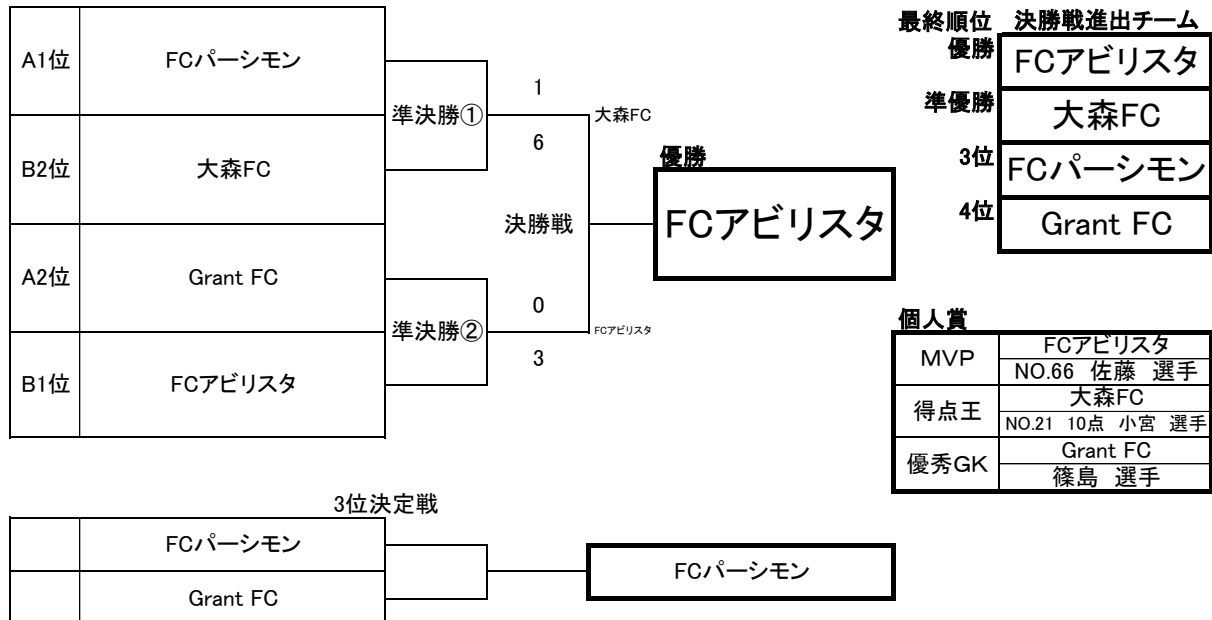 A1位 FCパーシモン
準決勝①
1
6
大森FC
B2位 大森FC
決勝戦
優勝
FCアビリスタ
A2位 Grant FC
準決勝②
0
3
FCアビリスタ
B1位 FCアビリスタ
最終順位 決勝戦進出チーム
優勝 FCアビリスタ
準優勝 大森FC
3位 FCパーシモン
4位 Grant FC
個人賞
MVP FCアビリスタ
NO.66 佐藤 選手
得点王 大森FC
NO.21 10点 小宮 選手
優秀GK Grant FC
篠島 選手
3位決定戦
FCパーシモン
Grant FC
FCパーシモン